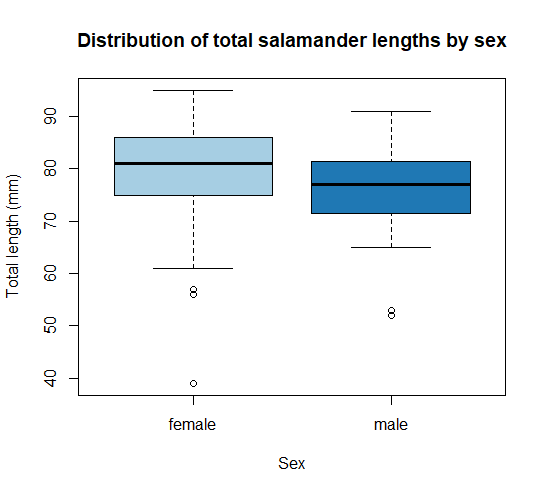 Distribution of total salamander lengths by sex
Total length (mm)
90
80
70
60
50
40
female male
Sex